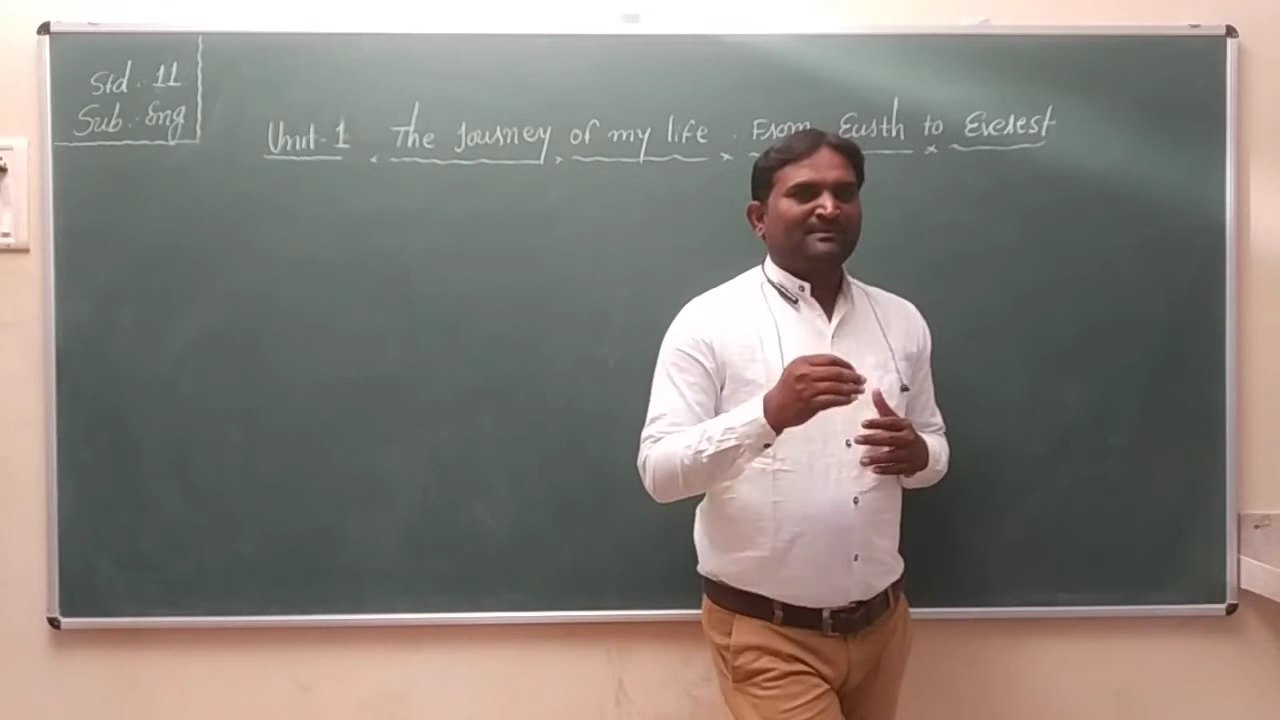 Std. 11
Sub. Eng
Unit-1 The Journey of my life. From Earth to Everest